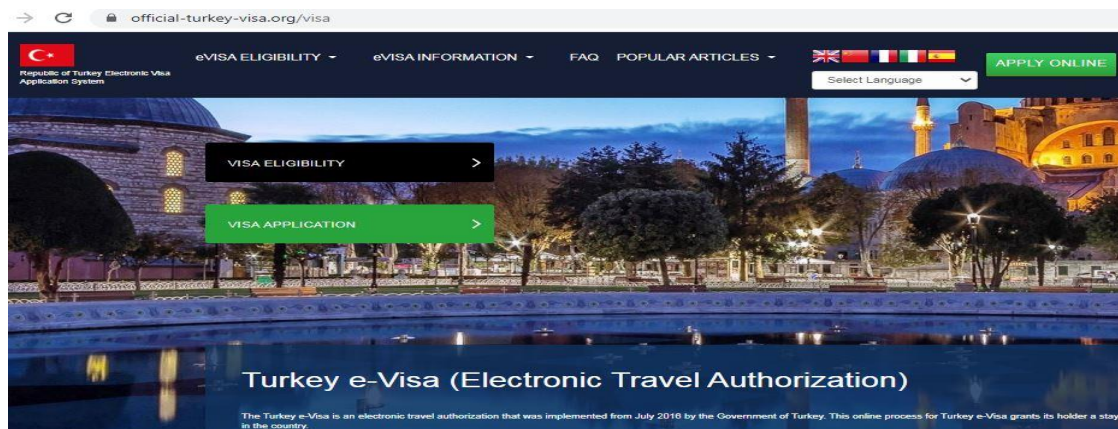 official-turkey-visa.org/visa
eVISA ELIGIBILITY
eVISA INFORMATION
FAQ
POPULAR ARTICLES
Republic of Turkey Electronic Visa
Application System
Select Language
APPLY ONLINE
VISA ELIGIBILITY
VISA APPLICATION
Turkey e-Visa (Electronic Travel Authorization)
The Turkey e-Visa is an electronic travel authorization that was implemented from July 2016 by the Government of Turkey. This online process for Turkey e-Visa grants its holder a stay
in the country.